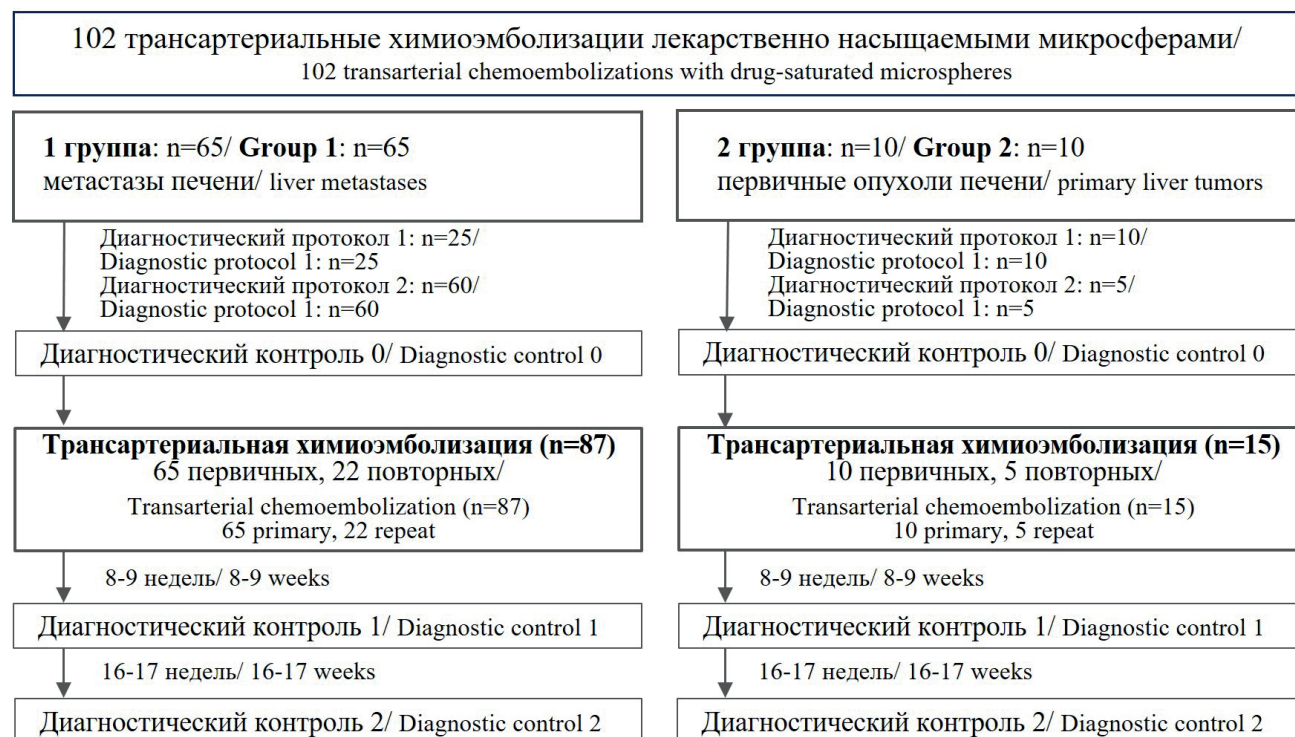 102 трансартериальные химиоэмболизации лекарственно насыщаемыми микросферами/
102 transarterial chemoembolizations with drug-saturated microspheres
1 группа: n=65/ Group 1: n=65
метастазы печени/ liver metastases
Диагностический протокол 1: n=25/
Diagnostic protocol 1: n=25
Диагностический протокол 2: n=60/
Diagnostic protocol 1: n=60
Диагностический контроль 0/ Diagnostic control 0
Трансартериальная химиоэмболизация (n=87)
65 первичных, 22 повторных/
Transarterial chemoembolization (n=87)
65 primary, 22 repeat
8-9 недель/ 8-9 weeks
Диагностический контроль 1/ Diagnostic control 1
16-17 недель/ 16-17 weeks
Диагностический контроль 2/ Diagnostic control 2
2 группа: n=10/ Group 2: n=10
первичные опухоли печени/ primary liver tumors
Диагностический протокол 1: n=10/
Diagnostic protocol 1: n=10
Диагностический протокол 2: n=5/
Diagnostic protocol 1: n=5
Диагностический контроль 0/ Diagnostic control 0
Трансартериальная химиоэмболизация (n=15)
10 первичных, 5 повторных/
Transarterial chemoembolization (n=15)
10 primary, 5 repeat
8-9 недель/ 8-9 weeks
Диагностический контроль 1/ Diagnostic control 1
16-17 недель/ 16-17 weeks
Диагностический контроль 2/ Diagnostic control 2